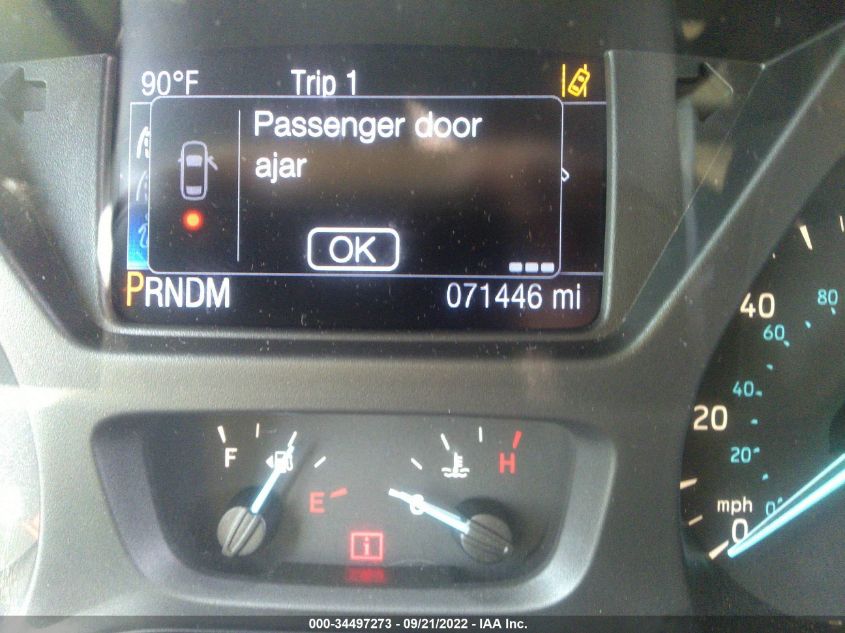 90°F Trip 1
Passenger door
ajar
OK
PRNDM 071446 mi
F E
C H
40 80
60
40
20
20
mph 0
0
000-34497273 - 09/21/2022 - IAA Inc.